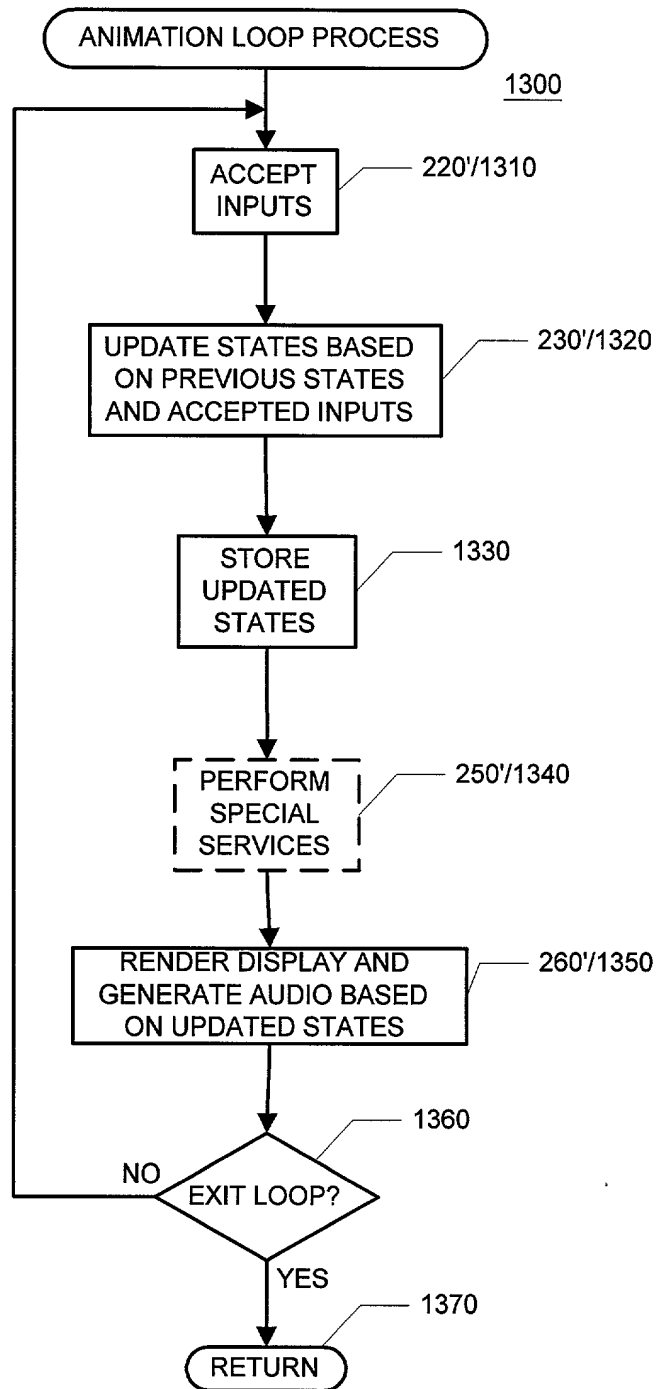 ANIMATION LOOP PROCESS
1300
ACCEPT
INPUTS
220'/1310
UPDATE STATES BASED
ON PREVIOUS STATES
AND ACCEPTED INPUTS
230'/1320
STORE
UPDATED
STATES
1330
PERFORM
SPECIAL
SERVICES
250'/1340
RENDER DISPLAY AND
GENERATE AUDIO BASED
ON UPDATED STATES
260'/1350
1360
NO
EXIT LOOP?
YES
1370
RETURN